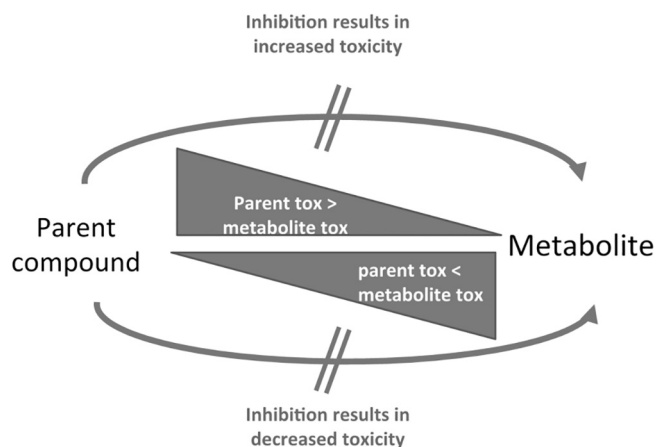 Inhibition results in
increased toxicity
Parent tox >
metabolite tox
Parent
compound
Metabolite
parent tox <
metabolite tox
Inhibition results in
decreased toxicity